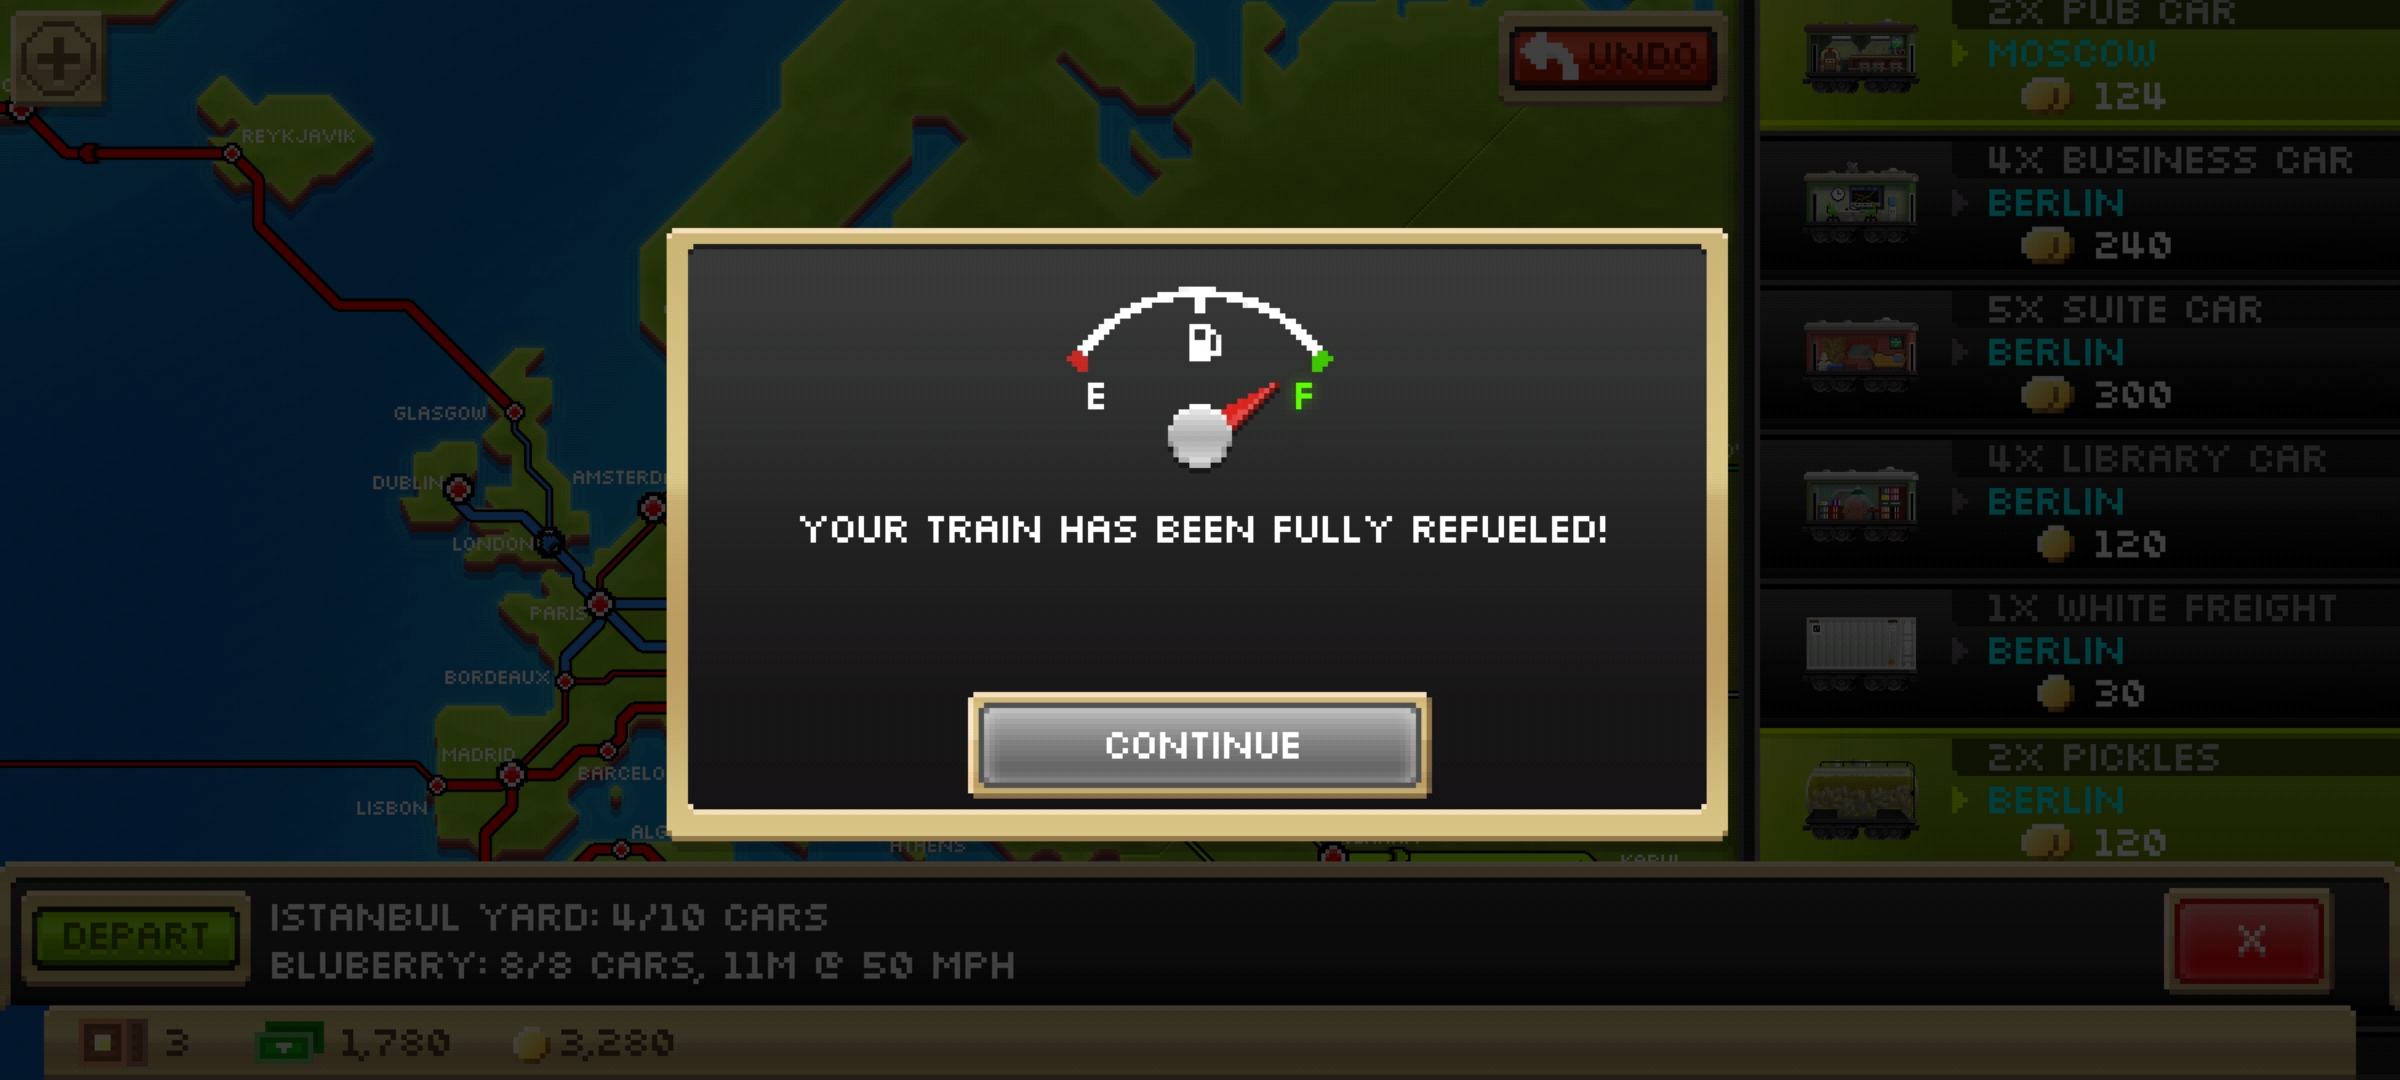 UNDO
REYKJAVIK
GLASGOW
DUBLIN
AMSTERD
LONDON
PARIS
BORDEAUX
MADRID
BARCELO
LISBON
ALG
ATHENS
2X PUB CAR
MOSCOW
124
4X BUSINESS CAR
BERLIN
240
5X SUITE CAR
BERLIN
300
4X LIBRARY CAR
BERLIN
120
1X WHITE FREIGHT
BERLIN
30
2X PICKLES
BERLIN
120
E
F
YOUR TRAIN HAS BEEN FULLY REFUELED!
CONTINUE
DEPART
ISTANBUL YARD: 4/10 CARS
BLUBERRY: 8/8 CARS, 11M @ 50 MPH
X
3
1,780
3,280